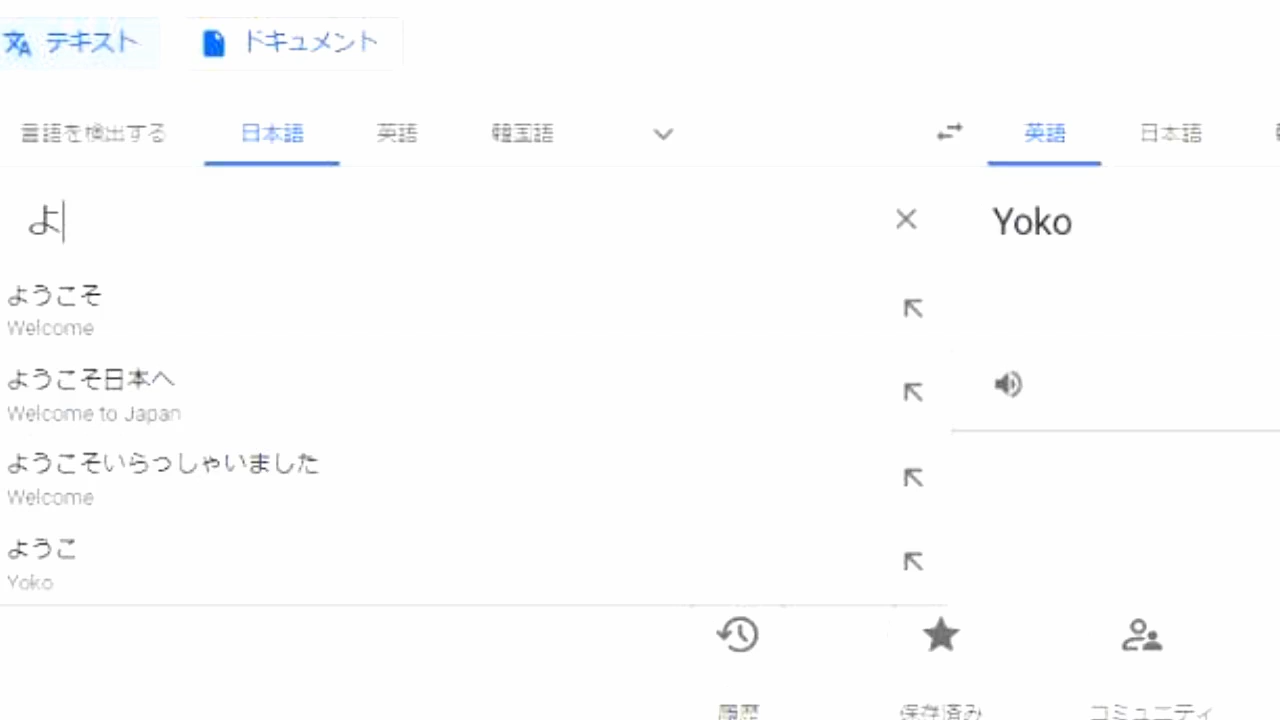 テキスト ドキュメント
言語を検出する 日本語 英語 韓国語 英語 日本語
よ Yoko
ようこそ
Welcome
ようこそ日本へ
Welcome to Japan
ようこそいらっしゃいました
Welcome
ようこ
Yoko
履歴 保存済み コミュニティ